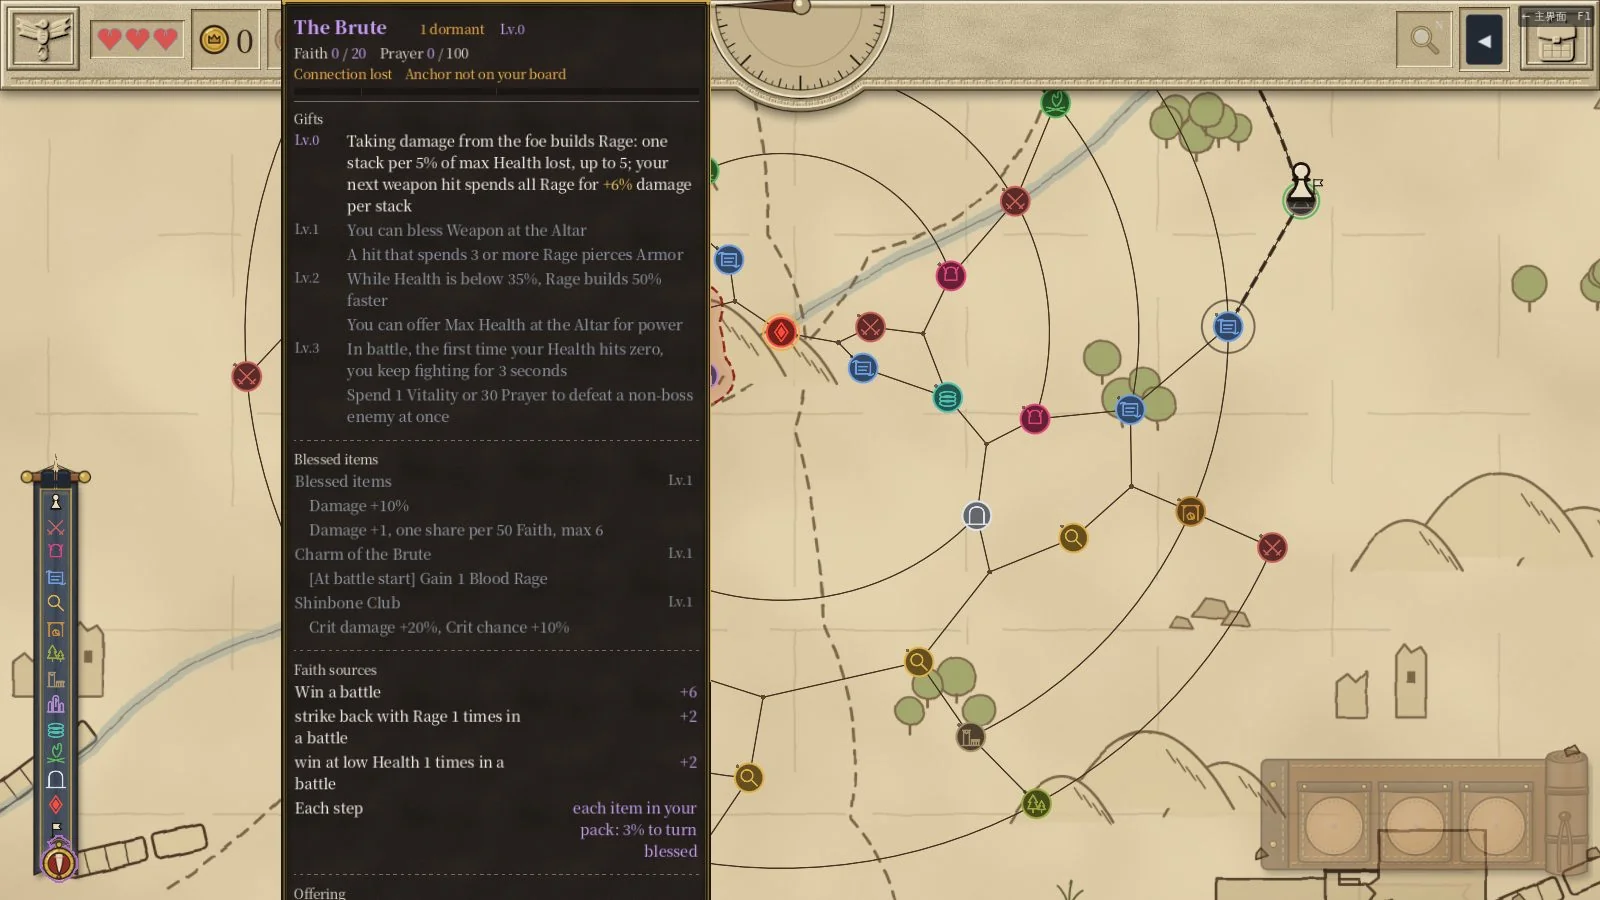 The Brute 1 dormant Lv.0
Faith 0 / 20 Prayer 0 / 100
Connection lost Anchor not on your board
Gifts
Lv.0 Taking damage from the foe builds Rage: one
stack per 5% of max Health lost, up to 5; your
next weapon hit spends all Rage for +6% damage
per stack
Lv.1 You can bless Weapon at the Altar
A hit that spends 3 or more Rage pierces Armor
Lv.2 While Health is below 35%, Rage builds 50%
faster
You can offer Max Health at the Altar for power
Lv.3 In battle, the first time your Health hits zero,
you keep fighting for 3 seconds
Spend 1 Vitality or 30 Prayer to defeat a non-boss
enemy at once
Blessed items
Blessed items Lv.1
Damage +10%
Damage +1, one share per 50 Faith, max 6
Charm of the Brute Lv.1
[At battle start] Gain 1 Blood Rage
Shinbone Club Lv.1
Crit damage +20%, Crit chance +10%
Faith sources
Win a battle +6
strike back with Rage 1 times in +2
a battle
win at low Health 1 times in a +2
battle
Each step each item in your
pack: 3% to turn
blessed
Offering
0
← 主界面 F1